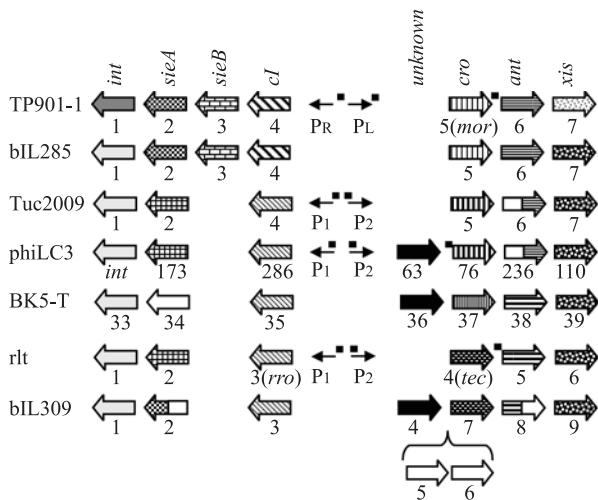 int sieA sieB cI unknown cro ant xis
TP901-1
1 2 3 4 PR PL 5(mor) 6 7
bIL285
1 2 3 4 5 6 7
Tuc2009
1 2 4 P1 P2 5 6 7
phiLC3
int 173 286 P1 P2 63 76 236 110
BK5-T
33 34 35 36 37 38 39
rlt
1 2 3(rro) P1 P2 4(tec) 5 6
bIL309
1 2 3 4 7 8 9
5 6